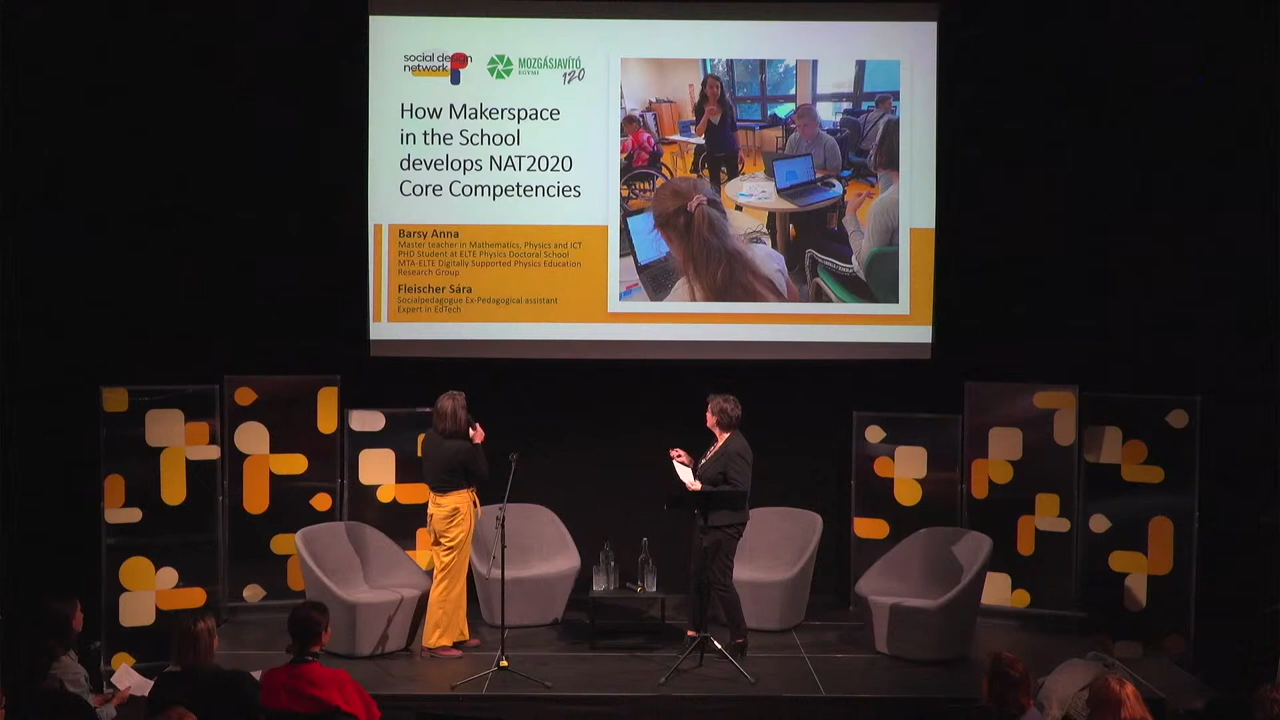 social design
network
MOZGÁSJAVÍTÓ
EGYMI
120
How Makerspace
in the School
develops NAT2020
Core Competencies
Barsy Anna
Master teacher in Mathematics, Physics and ICT
PHD Student at ELTE Physics Doctoral School
MTA-ELTE Digitally Supported Physics Education
Research Group
Fleischer Sára
Socialpedagogue Ex-Pedagogical assistant
Expert in EdTech